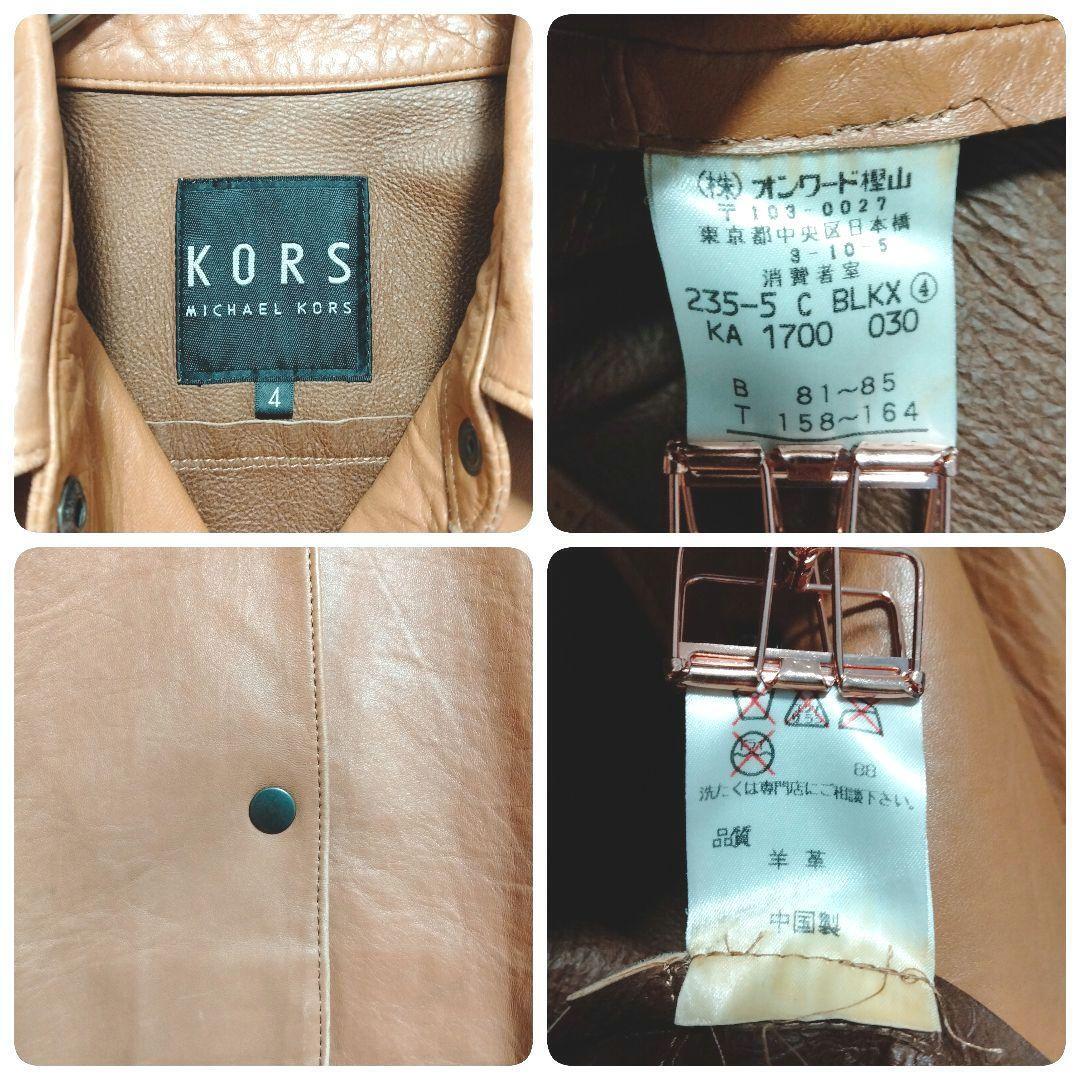 KORS
MICHAEL KORS
4
(株) オンワード樫山
〒103-0027
東京都中央区日本橋
3-10-5
消費者室
235-5 C BLKX ④
KA 1700 030
B 81~85
T 158~164
88
洗たくは専門店にご相談下さい。
品質
羊革
中国製